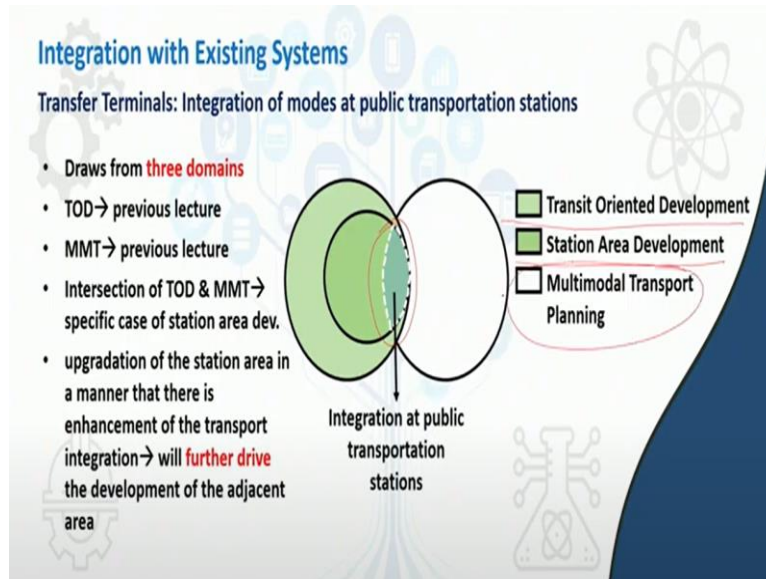 Integration with Existing Systems
Transfer Terminals: Integration of modes at public transportation stations
• Draws from three domains
• TOD→ previous lecture
• MMT→ previous lecture
• Intersection of TOD & MMT→
specific case of station area dev.
• upgradation of the station area in
a manner that there is
enhancement of the transport
integration→ will further drive
the development of the adjacent
area
Integration at public
transportation
stations
Transit Oriented Development
Station Area Development
Multimodal Transport
Planning